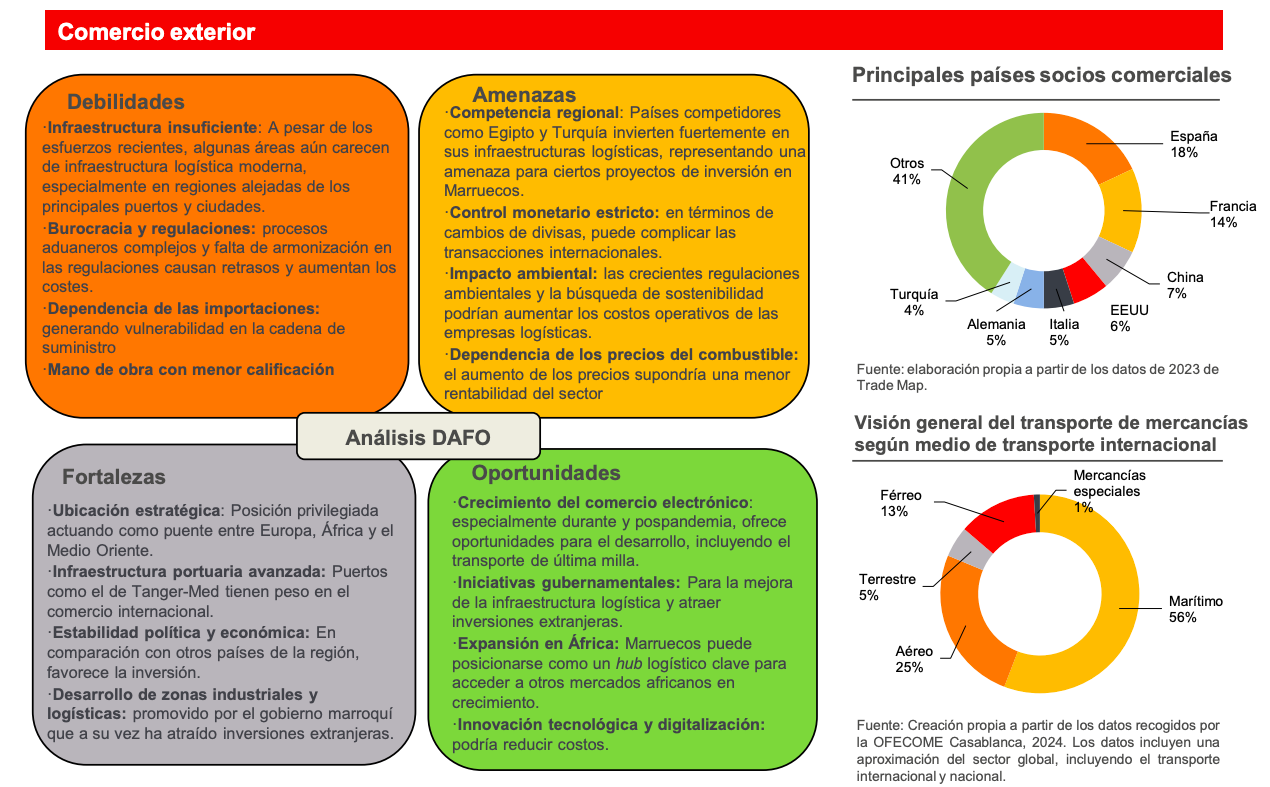 Comercio exterior
Debilidades
·Infraestructura insuficiente: A pesar de los
esfuerzos recientes, algunas áreas aún carecen
de infraestructura logística moderna,
especialmente en regiones alejadas de los
principales puertos y ciudades.
·Burocracia y regulaciones: procesos
aduaneros complejos y falta de armonización en
las regulaciones causan retrasos y aumentan los
costes.
·Dependencia de las importaciones:
generando vulnerabilidad en la cadena de
suministro
·Mano de obra con menor calificación
Amenazas
·Competencia regional: Países competidores
como Egipto y Turquía invierten fuertemente en
sus infraestructuras logísticas, representando una
amenaza para ciertos proyectos de inversión en
Marruecos.
·Control monetario estricto: en términos de
cambios de divisas, puede complicar las
transacciones internacionales.
·Impacto ambiental: las crecientes regulaciones
ambientales y la búsqueda de sostenibilidad
podrían aumentar los costos operativos de las
empresas logísticas.
·Dependencia de los precios del combustible:
el aumento de los precios supondría una menor
rentabilidad del sector
Análisis DAFO
Fortalezas
·Ubicación estratégica: Posición privilegiada
actuando como puente entre Europa, África y el
Medio Oriente.
·Infraestructura portuaria avanzada: Puertos
como el de Tanger-Med tienen peso en el
comercio internacional.
·Estabilidad política y económica: En
comparación con otros países de la región,
favorece la inversión.
·Desarrollo de zonas industriales y
logísticas: promovido por el gobierno marroquí
que a su vez ha atraído inversiones extranjeras.
Oportunidades
·Crecimiento del comercio electrónico:
especialmente durante y pospandemia, ofrece
oportunidades para el desarrollo, incluyendo el
transporte de última milla.
·Iniciativas gubernamentales: Para la mejora
de la infraestructura logística y atraer
inversiones extranjeras.
·Expansión en África: Marruecos puede
posicionarse como un hub logístico clave para
acceder a otros mercados africanos en
crecimiento.
·Innovación tecnológica y digitalización:
podría reducir costos.
Principales países socios comerciales
España
18%
Francia
14%
China
7%
EEUU
6%
Italia
5%
Alemania
5%
Turquía
4%
Otros
41%
Fuente: elaboración propia a partir de los datos de 2023 de
Trade Map.
Visión general del transporte de mercancías
según medio de transporte internacional
Mercancías
especiales
1%
Marítimo
56%
Aéreo
25%
Terrestre
5%
Férreo
13%
Fuente: Creación propia a partir de los datos recogidos por
la OFECOME Casablanca, 2024. Los datos incluyen una
aproximación del sector global, incluyendo el transporte
internacional y nacional.